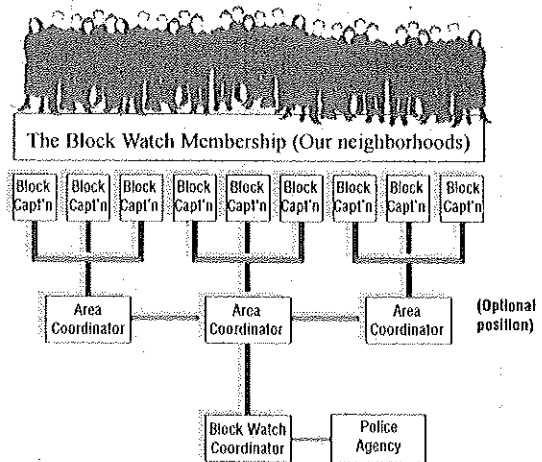 The Block Watch Membership (Our neighborhoods)
Block Block Block Block Block Block Block Block Block
Capt'n Capt'n Capt'n Capt'n Capt'n Capt'n Capt'n Capt'n Capt'n
Area Area Area (Optional
Coordinator Coordinator Coordinator position)
Block Watch Police
Coordinator Agency